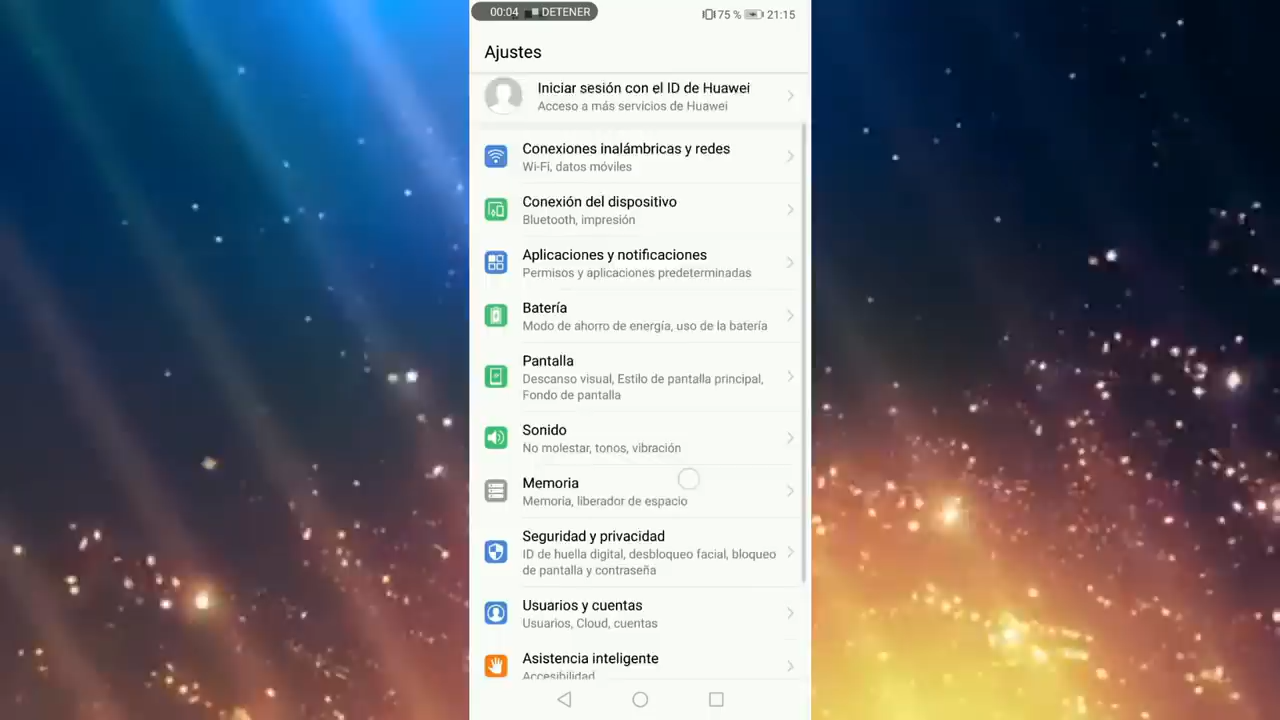 00:04 DETENER
75 % 21:15
Ajustes
Iniciar sesión con el ID de Huawei
Acceso a más servicios de Huawei
Conexiones inalámbricas y redes
Wi-Fi, datos móviles
Conexión del dispositivo
Bluetooth, impresión
Aplicaciones y notificaciones
Permisos y aplicaciones predeterminadas
Batería
Modo de ahorro de energía, uso de la batería
Pantalla
Descanso visual, Estilo de pantalla principal,
Fondo de pantalla
Sonido
No molestar, tonos, vibración
Memoria
Memoria, liberador de espacio
Seguridad y privacidad
ID de huella digital, desbloqueo facial, bloqueo
de pantalla y contraseña
Usuarios y cuentas
Usuarios, Cloud, cuentas
Asistencia inteligente
Accesibilidad